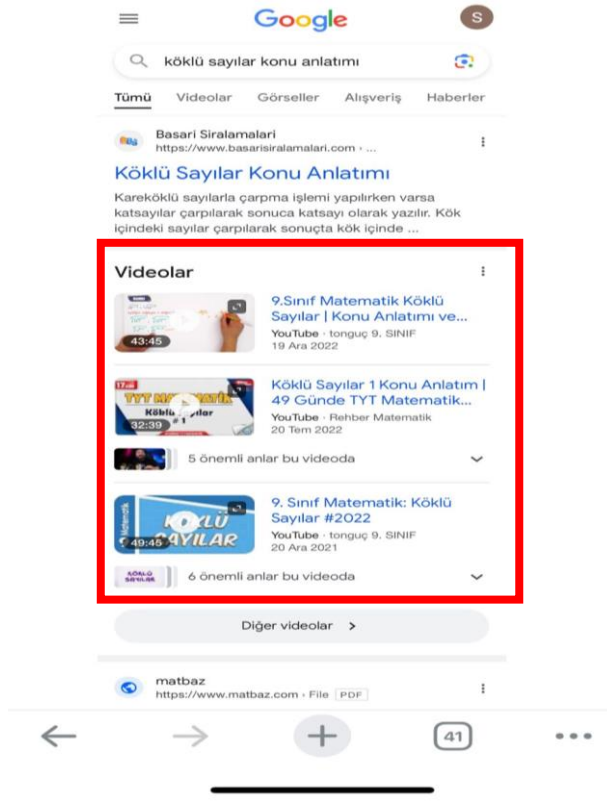 Google
S
köklü sayılar konu anlatımı
Tümü Videolar Görseller Alışveriş Haberler
Basari Siralamalari
https://www.basarisiralamalari.com › ...
Köklü Sayılar Konu Anlatımı
Kareköklü sayılarla çarpma işlemi yapılırken varsa
katsayılar çarpılarak sonuca katsayı olarak yazılır. Kök
içindeki sayılar çarpılarak sonuçta kök içinde ...
Videolar
9.Sınıf Matematik Köklü
Sayılar | Konu Anlatımı ve...
YouTube · tonguç 9. SINIF
19 Ara 2022
43:45
Köklü Sayılar 1 Konu Anlatım |
49 Günde TYT Matematik...
YouTube · Rehber Matematik
20 Tem 2022
TYT MATEMATİK
32:39
5 önemli anlar bu videoda
9. Sınıf Matematik: Köklü
Sayılar #2022
YouTube · tonguç 9. SINIF
20 Ara 2021
KÖKLÜ
SAYILAR
49:45
KÖKLÜ
SAYILAR
6 önemli anlar bu videoda
Diğer videolar
matbaz
https://www.matbaz.com › File PDF
41